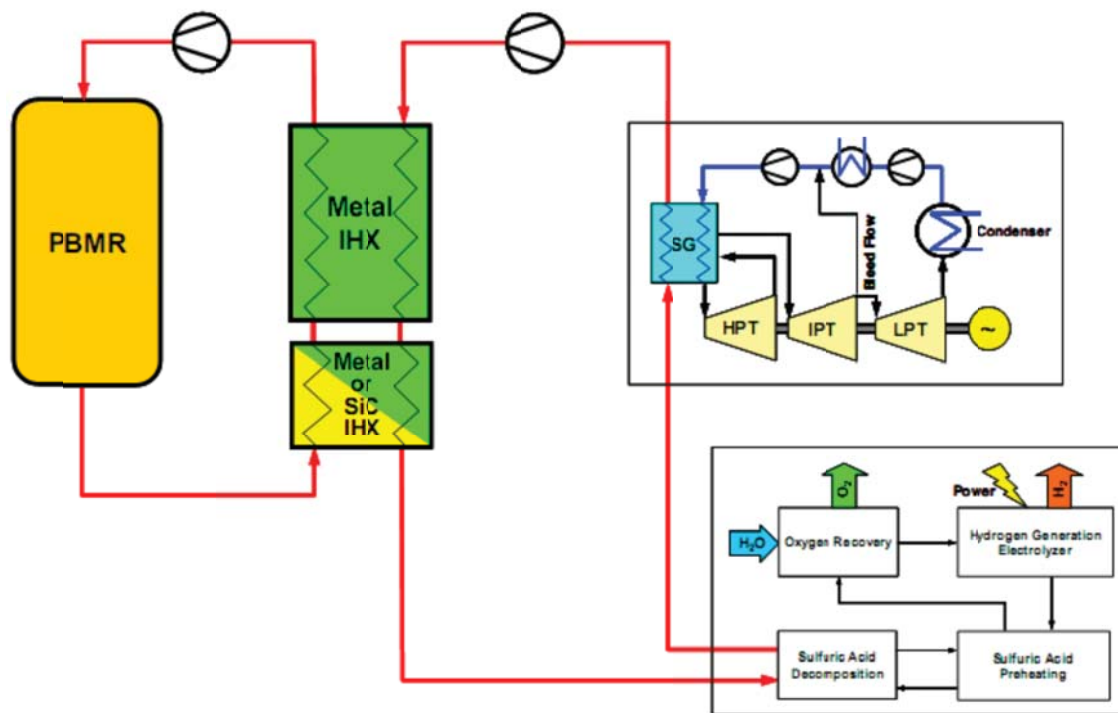 PBMR
Metal
IHX
Metal
or
SiC
IHX
SG
Bleed Flow
Condenser
HPT
IPT
LPT
~
O₂
Power
H₂
H₂O
Oxygen Recovery
Hydrogen Generation
Electrolyzer
Sulfuric Acid
Decomposition
Sulfuric Acid
Preheating